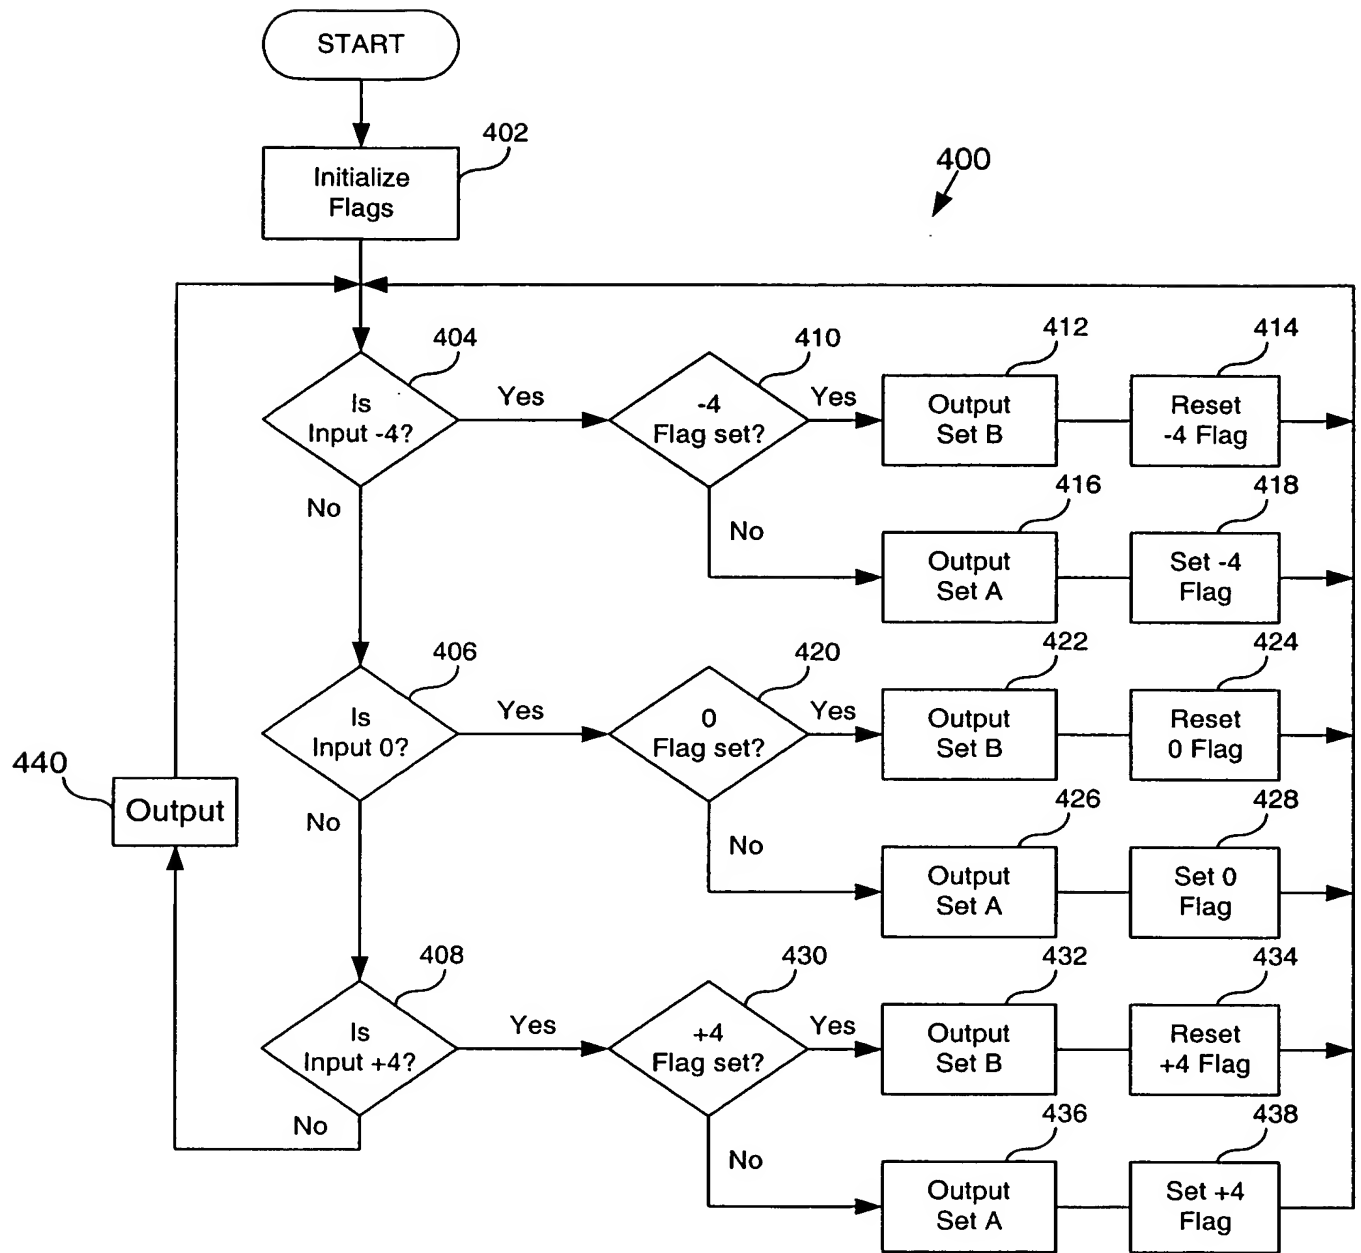 START
402
Initialize
Flags
400
404
Is
Input -4?
Yes
No
410
-4
Flag set?
Yes
No
412
Output
Set B
414
Reset
-4 Flag
416
Output
Set A
418
Set -4
Flag
406
Is
Input 0?
Yes
No
420
0
Flag set?
Yes
No
422
Output
Set B
424
Reset
0 Flag
426
Output
Set A
428
Set 0
Flag
440
Output
408
Is
Input +4?
Yes
No
430
+4
Flag set?
Yes
No
432
Output
Set B
434
Reset
+4 Flag
436
Output
Set A
438
Set +4
Flag